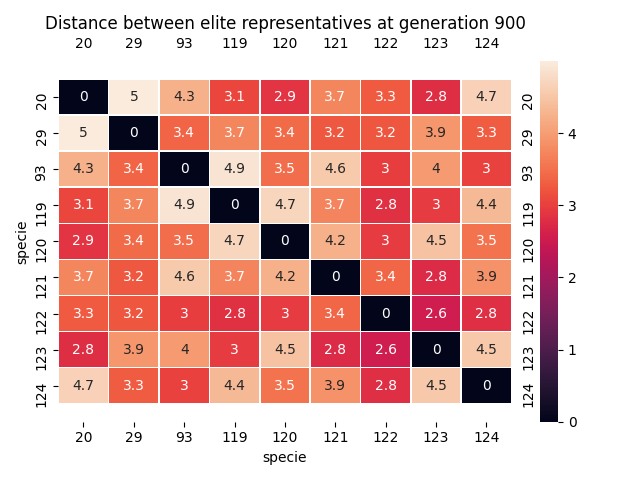 Distance between elite representatives at generation 900
20 29 93 119 120 121 122 123 124
20 0 5 4.3 3.1 2.9 3.7 3.3 2.8 4.7 20
29 5 0 3.4 3.7 3.4 3.2 3.2 3.9 3.3 29
93 4.3 3.4 0 4.9 3.5 4.6 3 4 3 93
119 3.1 3.7 4.9 0 4.7 3.7 2.8 3 4.4 119
120 2.9 3.4 3.5 4.7 0 4.2 3 4.5 3.5 120
121 3.7 3.2 4.6 3.7 4.2 0 3.4 2.8 3.9 121
122 3.3 3.2 3 2.8 3 3.4 0 2.6 2.8 122
123 2.8 3.9 4 3 4.5 2.8 2.6 0 4.5 123
124 4.7 3.3 3 4.4 3.5 3.9 2.8 4.5 0 124
20 29 93 119 120 121 122 123 124
specie
specie
4
3
2
1
0